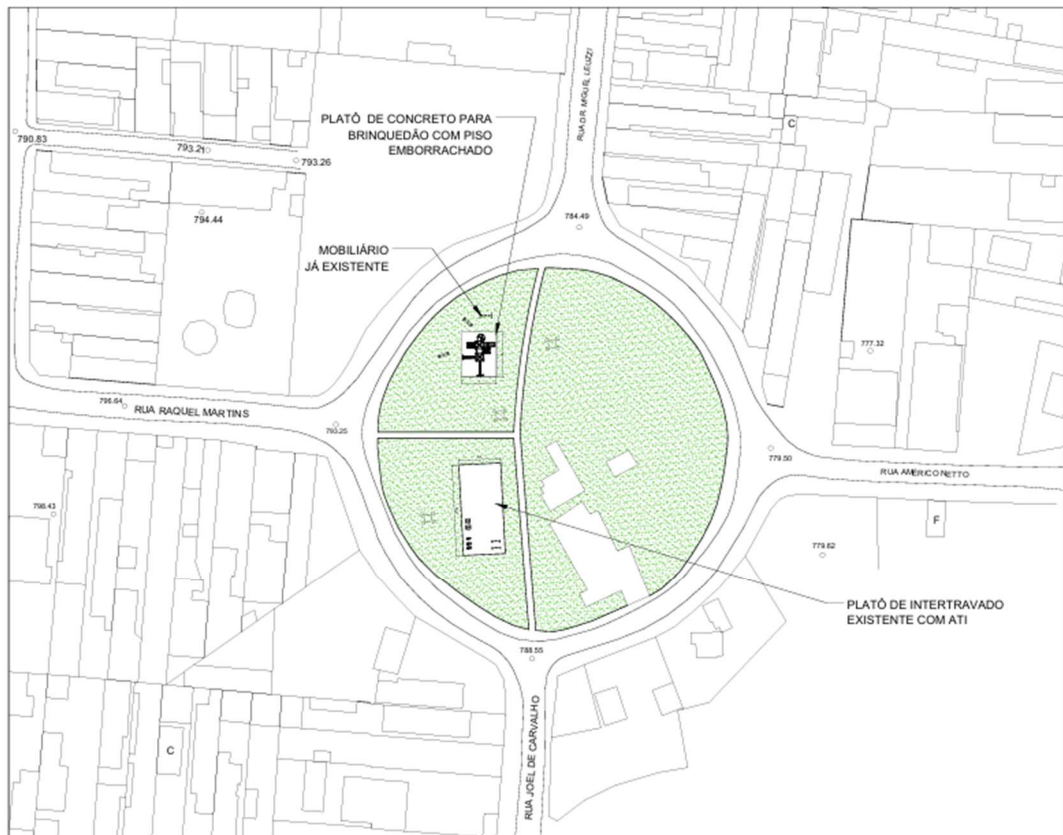 RUA DR. MIGUEL LEUZZI
PLATÔ DE CONCRETO PARA
BRINQUEDÃO COM PISO
EMBORRACHADO
C
790.83
793.21
793.26
794.44
784.49
MOBILIÁRIO
JÁ EXISTENTE
777.32
796.64
RUA RAQUEL MARTINS
793.25
779.50
RUA AMERICO NETTO
798.43
F
779.62
PLATÔ DE INTERTRAVADO
EXISTENTE COM ATI
788.55
C
RUA JOEL DE CARVALHO